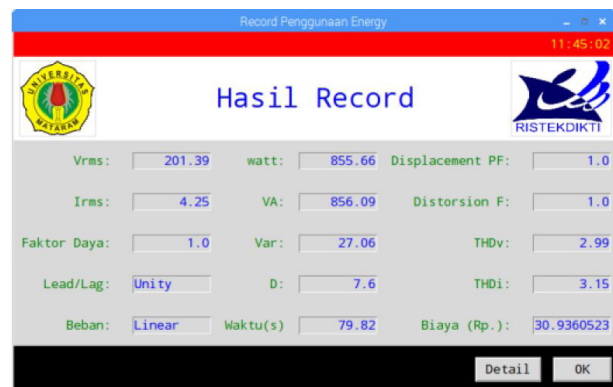 Record Penggunaan Energy
11:45:02
UNIVERSITAS
MATARAM
Hasil Record
RISTEKDIKTI
Vrms: 201.39 watt: 855.66 Displacement PF: 1.0
Irms: 4.25 VA: 856.09 Distorsion F: 1.0
Faktor Daya: 1.0 Var: 27.06 THDv: 2.99
Lead/Lag: Unity D: 7.6 THDi: 3.15
Beban: Linear Waktu(s) 79.82 Biaya (Rp.): 30.9360523
Detail OK